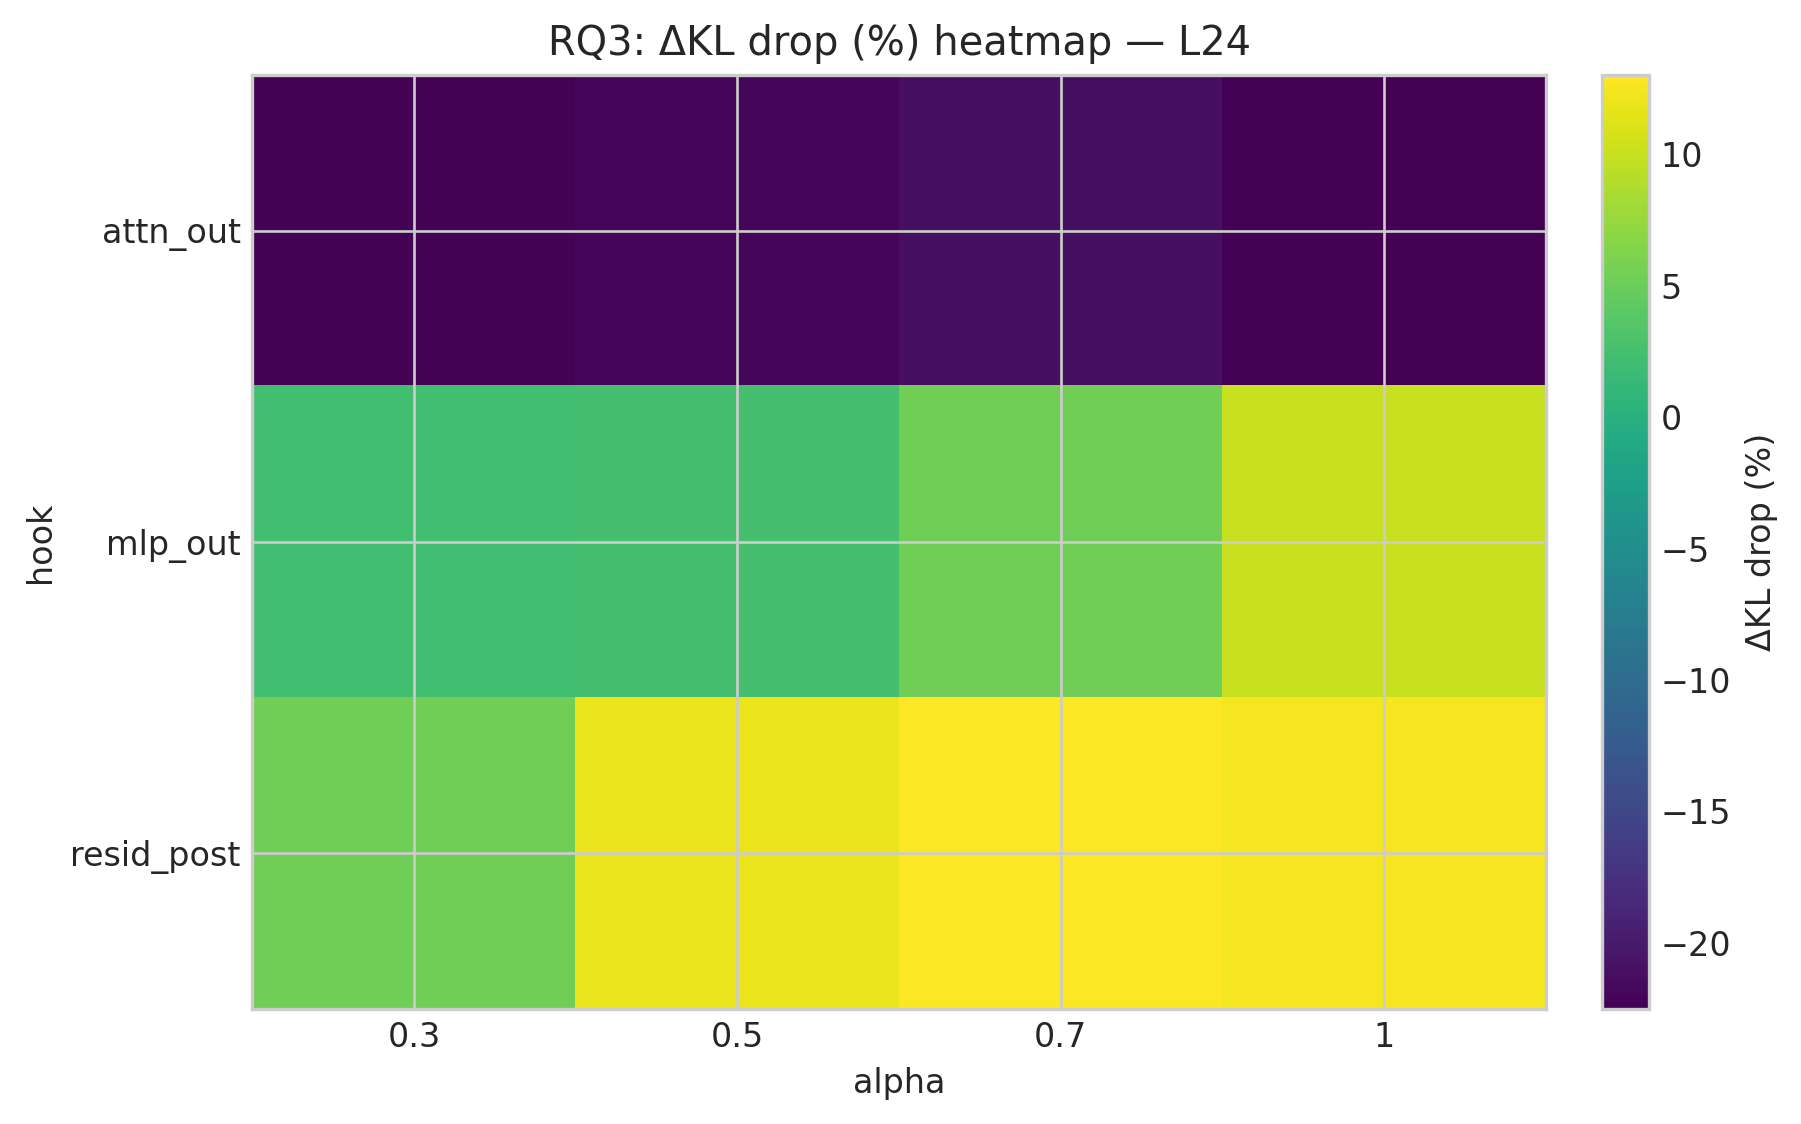 RQ3: ΔKL drop (%) heatmap — L24
attn_out
mlp_out
resid_post
hook
0.3 0.5 0.7 1
alpha
10
5
0
−5
−10
−15
−20
ΔKL drop (%)